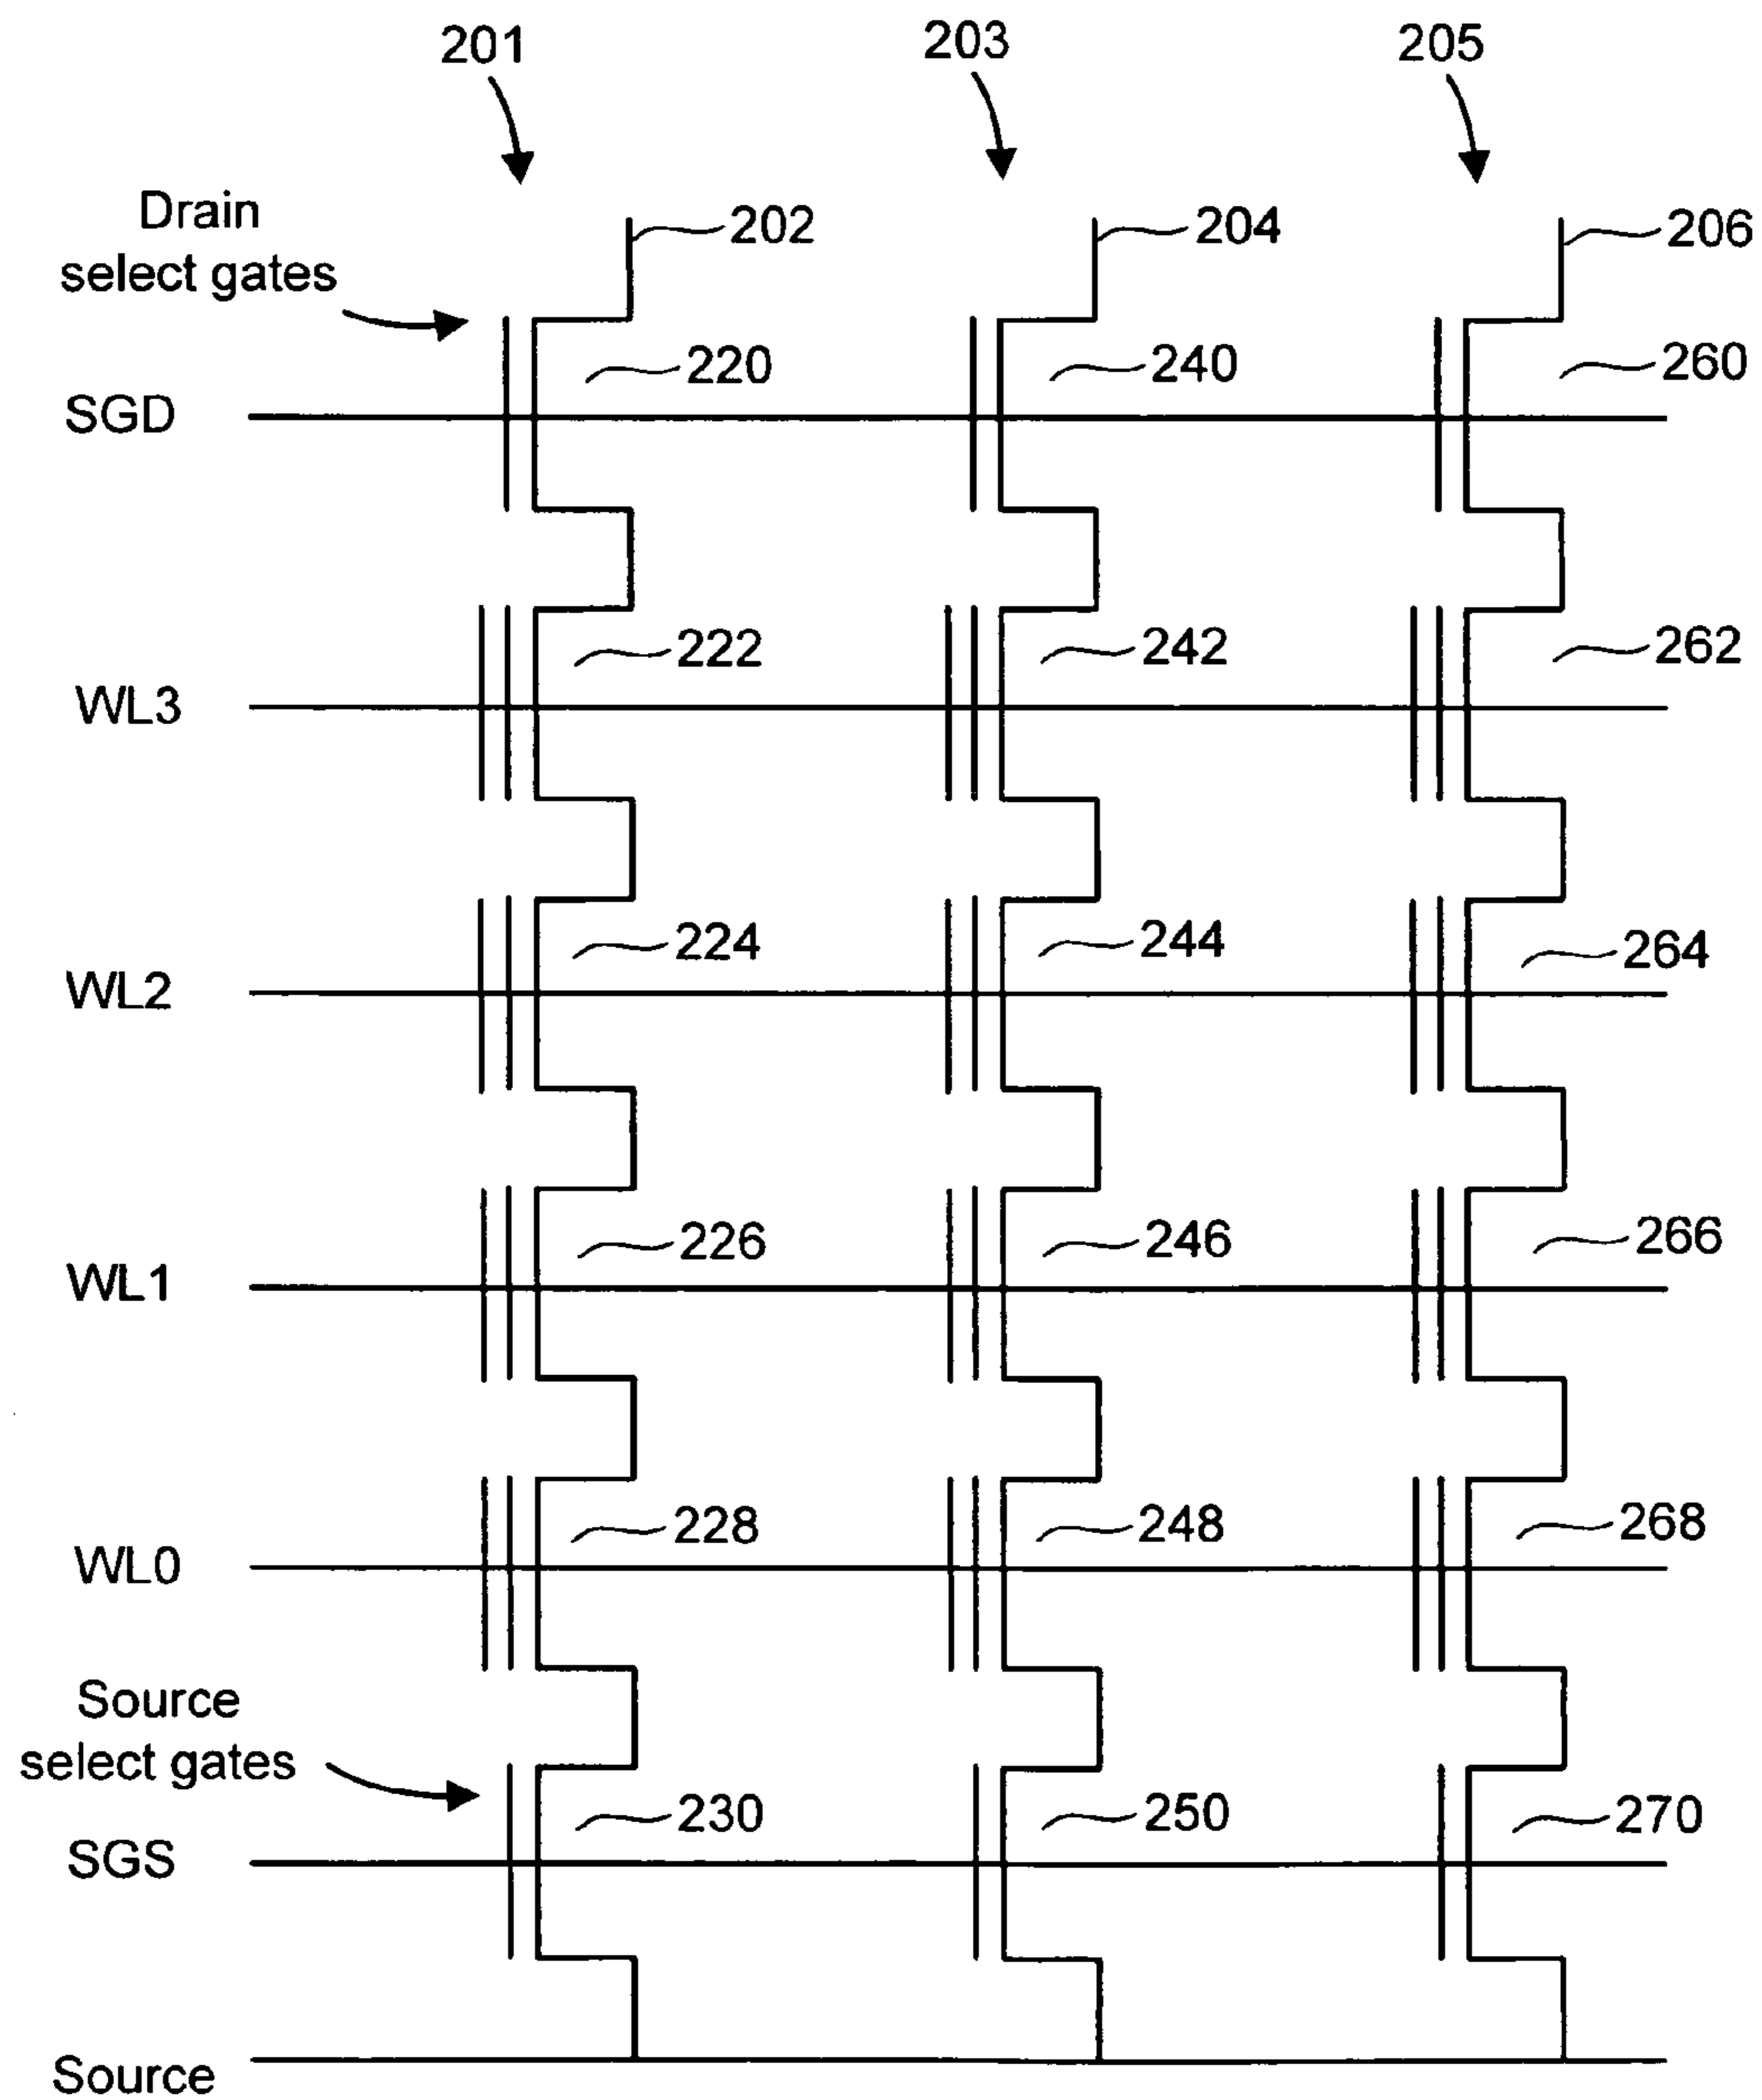 201 203 205
Drain
select gates
202 204 206
220 240 260
SGD
222 242 262
WL3
224 244 264
WL2
226 246 266
WL1
228 248 268
WL0
Source
select gates
230 250 270
SGS
Source